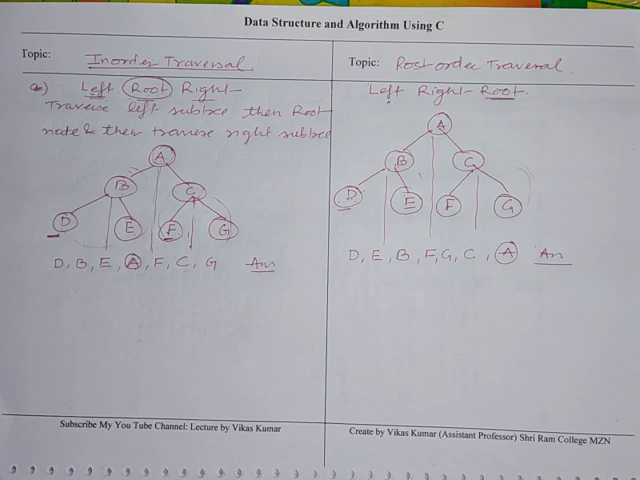 Data Structure and Algorithm Using C
Topic: Inorder Traversal
(b) Left (Root) Right -
Traverse left subtree then Root
node & then traverse right subtree
A
B C
D E F G
D, B, E, A, F, C, G Ans
Topic: Postorder Traversal.
Left Right - Root.
A
B C
D E F G
D, E, B, F, G, C, A Ans
Subscribe My You Tube Channel: Lecture by Vikas Kumar
Create by Vikas Kumar (Assistant Professor) Shri Ram College MZN